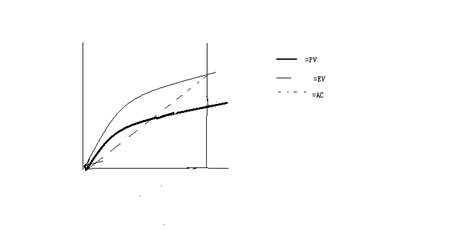 =PV
=EV
=AC